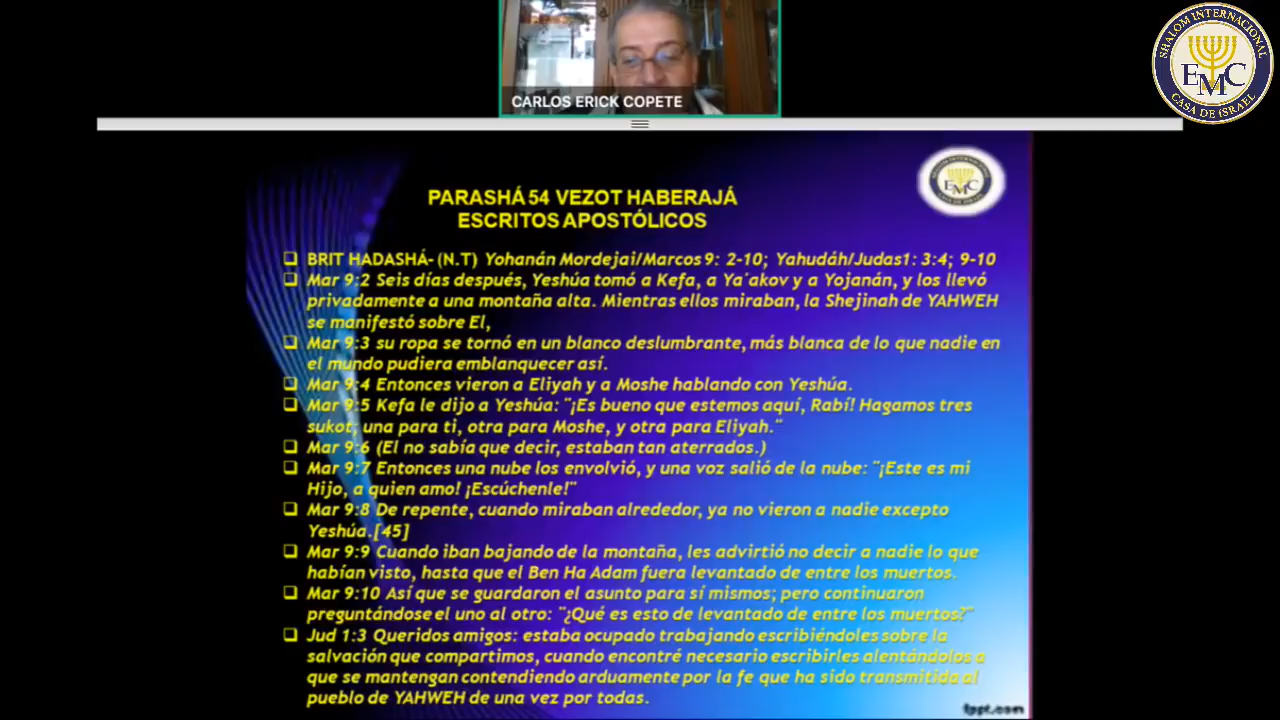 CARLOS ERICK COPETE
SHALOM INTERNACIONAL
EMC
CASA DE ISRAEL
SHALOM INTERNACIONAL
EMC
CASA DE ISRAEL
PARASHÁ 54 VEZOT HABERAJÁ
ESCRITOS APOSTÓLICOS
BRIT HADASHÁ- (N.T) Yohanán Mordejai/Marcos 9: 2-10; Yahudáh/Judas1: 3:4; 9-10
Mar 9:2 Seis días después, Yeshúa tomó a Kefa, a Ya´akov y a Yojanán, y los llevó
privadamente a una montaña alta. Mientras ellos miraban, la Shejinah de YAHWEH
se manifestó sobre El,
Mar 9:3 su ropa se tornó en un blanco deslumbrante, más blanca de lo que nadie en
el mundo pudiera emblanquecer así.
Mar 9:4 Entonces vieron a Eliyah y a Moshe hablando con Yeshúa.
Mar 9:5 Kefa le dijo a Yeshúa: "¡Es bueno que estemos aquí, Rabí! Hagamos tres
sukot; una para ti, otra para Moshe, y otra para Eliyah."
Mar 9:6 (El no sabía que decir, estaban tan aterrados.)
Mar 9:7 Entonces una nube los envolvió, y una voz salió de la nube: "¡Este es mi
Hijo, a quien amo! ¡Escúchenle!"
Mar 9:8 De repente, cuando miraban alrededor, ya no vieron a nadie excepto
Yeshúa.[45]
Mar 9:9 Cuando iban bajando de la montaña, les advirtió no decir a nadie lo que
habían visto, hasta que el Ben Ha Adam fuera levantado de entre los muertos.
Mar 9:10 Así que se guardaron el asunto para sí mismos; pero continuaron
preguntándose el uno al otro: "¿Qué es esto de levantado de entre los muertos?"
Jud 1:3 Queridos amigos: estaba ocupado trabajando escribiéndoles sobre la
salvación que compartimos, cuando encontré necesario escribirles alentándolos a
que se mantengan contendiendo arduamente por la fe que ha sido transmitida al
pueblo de YAHWEH de una vez por todas.
fppt.com